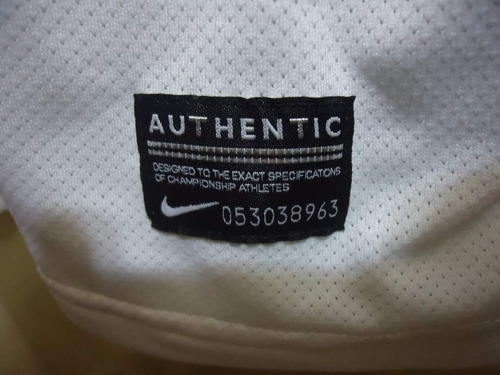 AUTHENTIC
DESIGNED TO THE EXACT SPECIFICATIONS
OF CHAMPIONSHIP ATHLETES
053038963